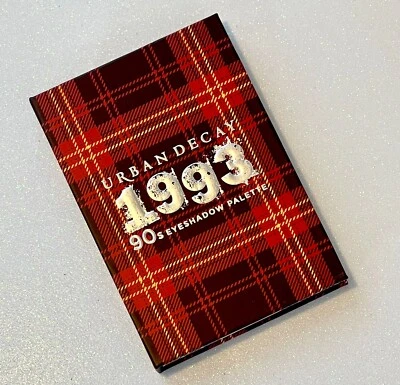 URBAN DECAY
1993
90s EYESHADOW PALETTE